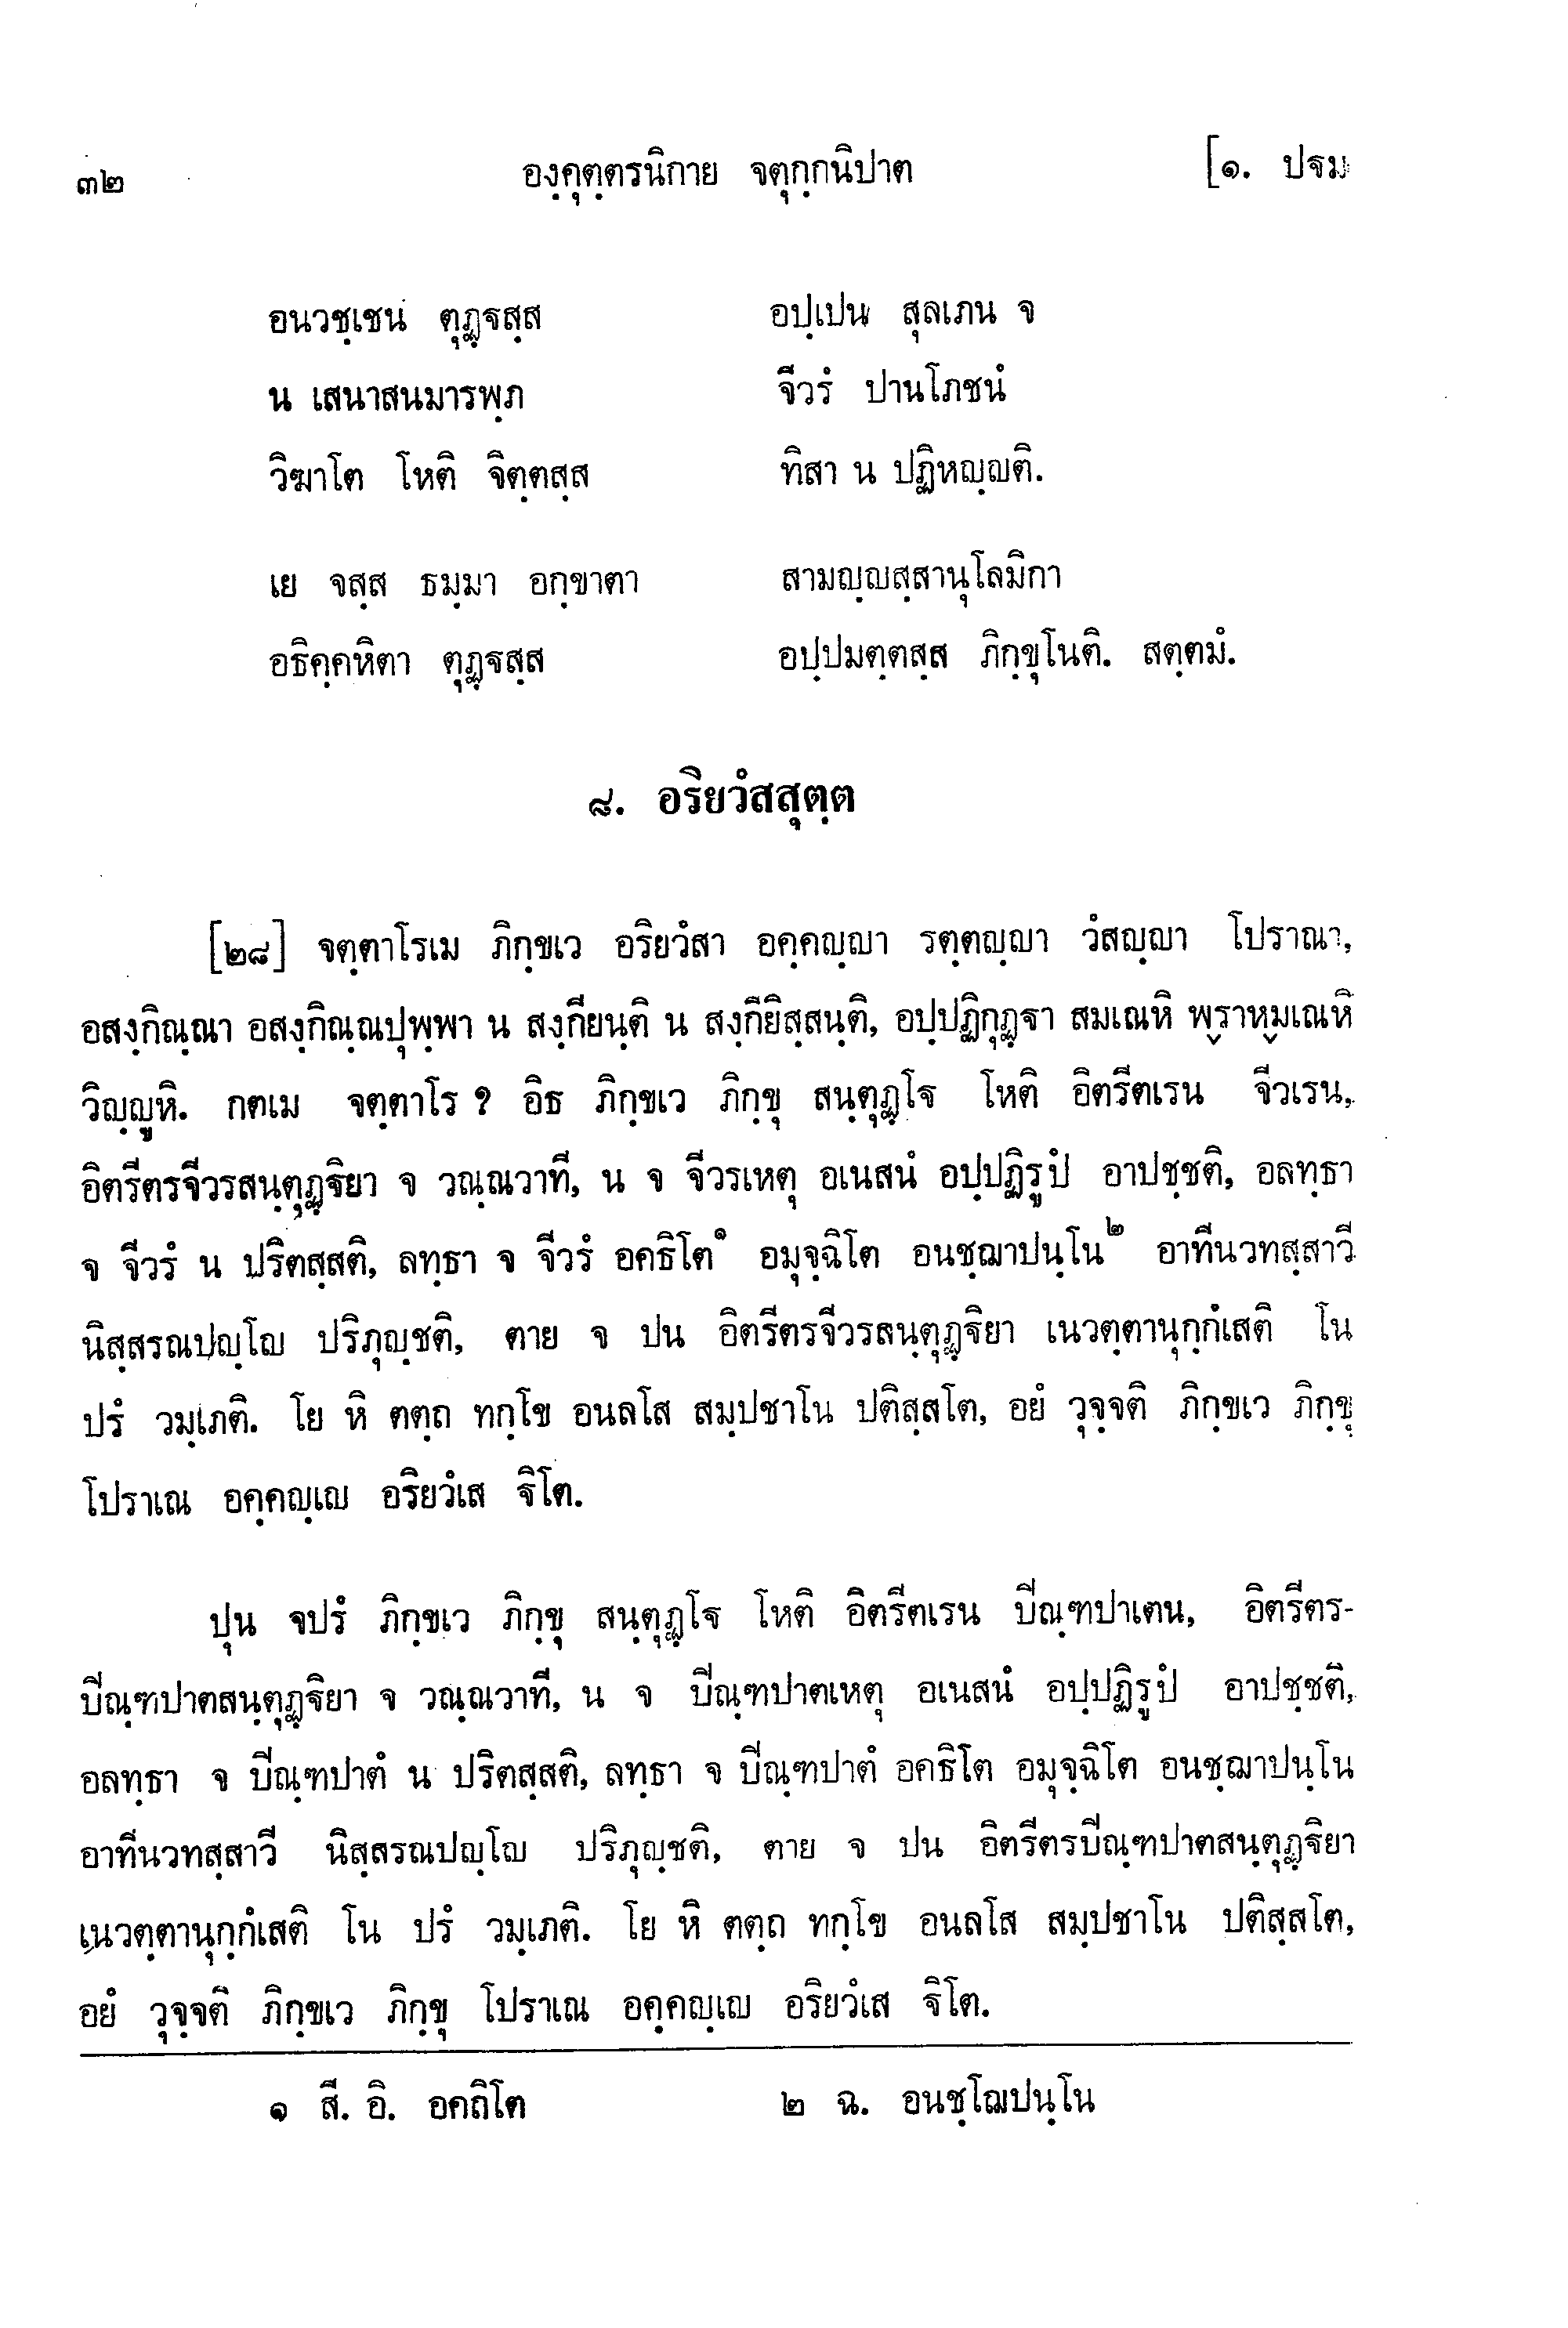 ๓๒ องฺคุตฺตรนิกาย จตุกฺกนิปาต [๑. ปฐม
อนวชฺเชน ตุฏฺฐสฺส อปฺเปน สุลเภน จ
น เสนาสนมารพฺภ จีวรํ ปานโภชนํ
วิฆาโต โหติ จิตฺตสฺส ทิสา น ปฏิหญฺญติ.
เย จสฺส ธมฺมา อกฺขาตา สามญฺญสฺสานุโลมิกา
อธิคฺคหิตา ตุฏฺฐสฺส อปฺปมตฺตสฺส ภิกฺขุโนติ. สตฺตมํ.
๘. อริยวํสสุตฺต
[๒๘] จตฺตาโรเม ภิกฺขเว อริยวํสา อคฺคญฺญา รตฺตญฺญา วํสญฺญา โปราณา,
อสงฺกิณฺณา อสงฺกิณฺณปุพฺพา น สงฺกียนฺติ น สงฺกียิสฺสนฺติ, อปฺปฏิกุฏฺฐา สมเณหิ พฺราหฺมเณหิ
วิญฺญูหิ. กตเม จตฺตาโร ? อิธ ภิกฺขเว ภิกฺขุ สนฺตุฏฺโฐ โหติ อิตรีตเรน จีวเรน,
อิตรีตรจีวรสนฺตุฏฺฐิยา จ วณฺณวาที, น จ จีวรเหตุ อเนสนํ อปฺปฏิรูปํ อาปชฺชติ, อลทฺธา
จ จีวรํ น ปริตสฺสติ, ลทฺธา จ จีวรํ อคธิโต๑ อมุจฺฉิโต อนชฺฌาปนฺโน๒ อาทีนวทสฺสาวี
นิสฺสรณปญฺโญ ปริภุญฺชติ, ตาย จ ปน อิตรีตรจีวรสนฺตุฏฺฐิยา เนวตฺตานุกฺกํเสติ โน
ปรํ วมฺเภติ. โย หิ ตตฺถ ทกฺโข อนลโส สมฺปชาโน ปติสฺสโต, อยํ วุจฺจติ ภิกฺขเว ภิกฺขุ
โปราเณ อคฺคญฺเญ อริยวํเส ฐิโต.
ปุน จปรํ ภิกฺขเว ภิกฺขุ สนฺตุฏฺโฐ โหติ อิตรีตเรน ปิณฺฑปาเตน, อิตรีตร-
ปิณฺฑปาตสนฺตุฏฺฐิยา จ วณฺณวาที, น จ ปิณฺฑปาตเหตุ อเนสนํ อปฺปฏิรูปํ อาปชฺชติ,
อลทฺธา จ ปิณฺฑปาตํ น ปริตสฺสติ, ลทฺธา จ ปิณฺฑปาตํ อคธิโต อมุจฺฉิโต อนชฺฌาปนฺโน
อาทีนวทสฺสาวี นิสฺสรณปญฺโญ ปริภุญฺชติ, ตาย จ ปน อิตรีตรปิณฺฑปาตสนฺตุฏฺฐิยา
เนวตฺตานุกฺกํเสติ โน ปรํ วมฺเภติ. โย หิ ตตฺถ ทกฺโข อนลโส สมฺปชาโน ปติสฺสโต,
อยํ วุจฺจติ ภิกฺขเว ภิกฺขุ โปราเณ อคฺคญฺเญ อริยวํเส ฐิโต.
๑ สี. อิ. อคถิโต ๒ ฉ. อนชฺโฌปนฺโน